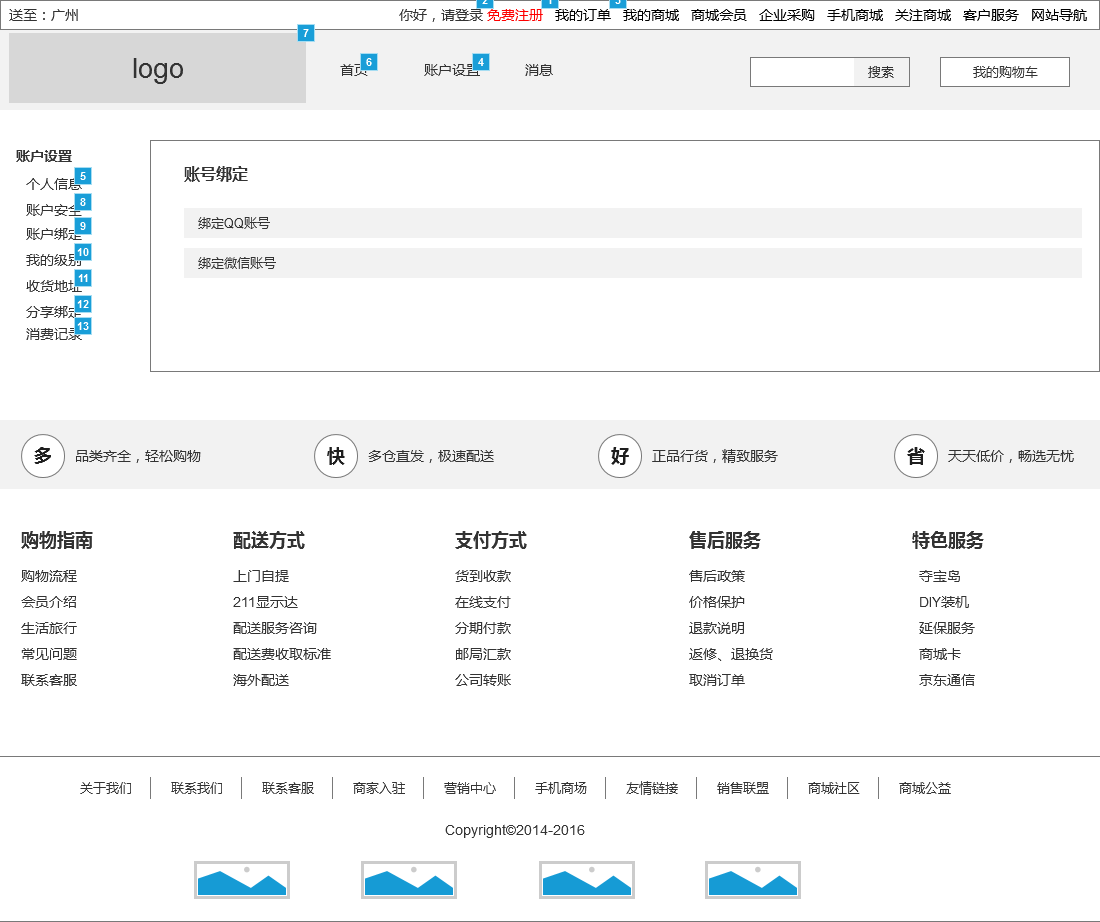 送至：广州 你好，请登录 2 免费注册 1 我的订单 3 我的商城 商城会员 企业采购 手机商城 关注商城 客户服务 网站导航
7
logo 首页 6 账户设置 4 消息 搜索 我的购物车
账户设置
个人信息 5
账户安全 8
账户绑定 9
我的级别 10
收货地址 11
分享绑定 12
消费记录 13
账号绑定
绑定QQ账号
绑定微信账号
多 品类齐全，轻松购物 快 多仓直发，极速配送 好 正品行货，精致服务 省 天天低价，畅选无忧
购物指南 配送方式 支付方式 售后服务 特色服务
购物流程 上门自提 货到收款 售后政策 夺宝岛
会员介绍 211显示达 在线支付 价格保护 DIY装机
生活旅行 配送服务咨询 分期付款 退款说明 延保服务
常见问题 配送费收取标准 邮局汇款 返修、退换货 商城卡
联系客服 海外配送 公司转账 取消订单 京东通信
关于我们 联系我们 联系客服 商家入驻 营销中心 手机商场 友情链接 销售联盟 商城社区 商城公益
Copyright©2014-2016